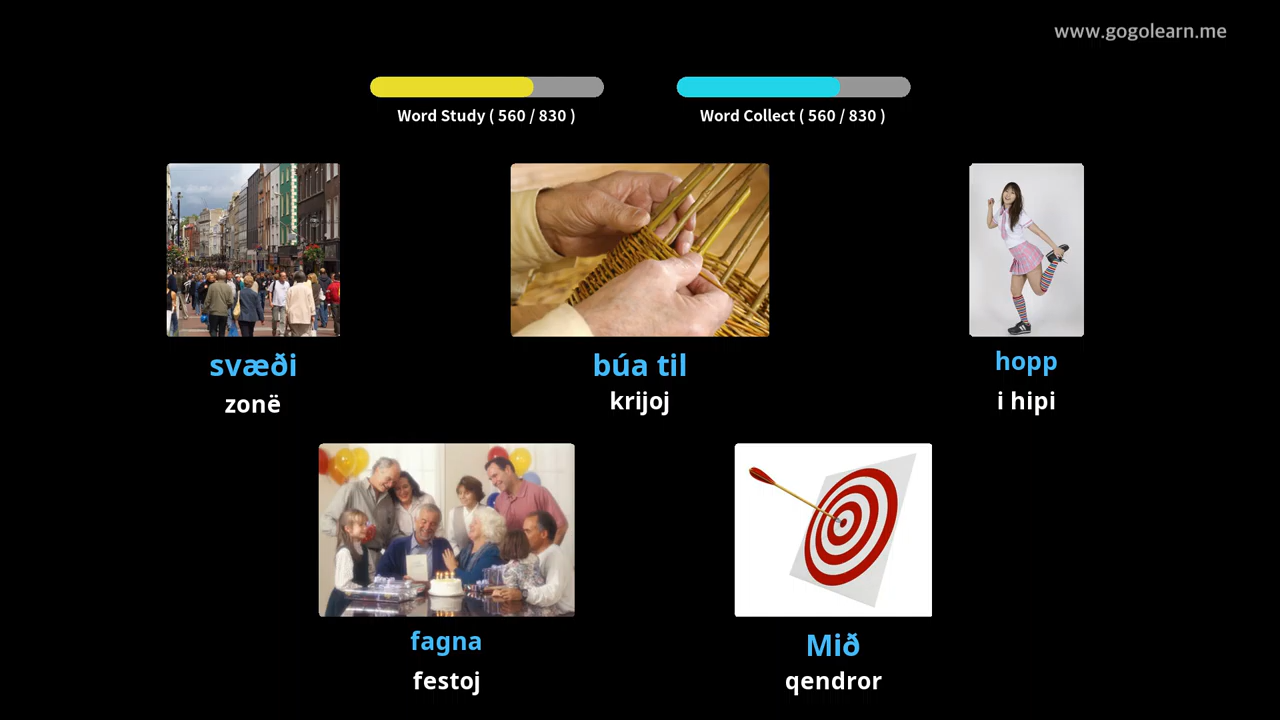 www.gogolearn.me
Word Study ( 560 / 830 )
Word Collect ( 560 / 830 )
svæði
zonë
búa til
krijoj
hopp
i hipi
fagna
festoj
Mið
qendror